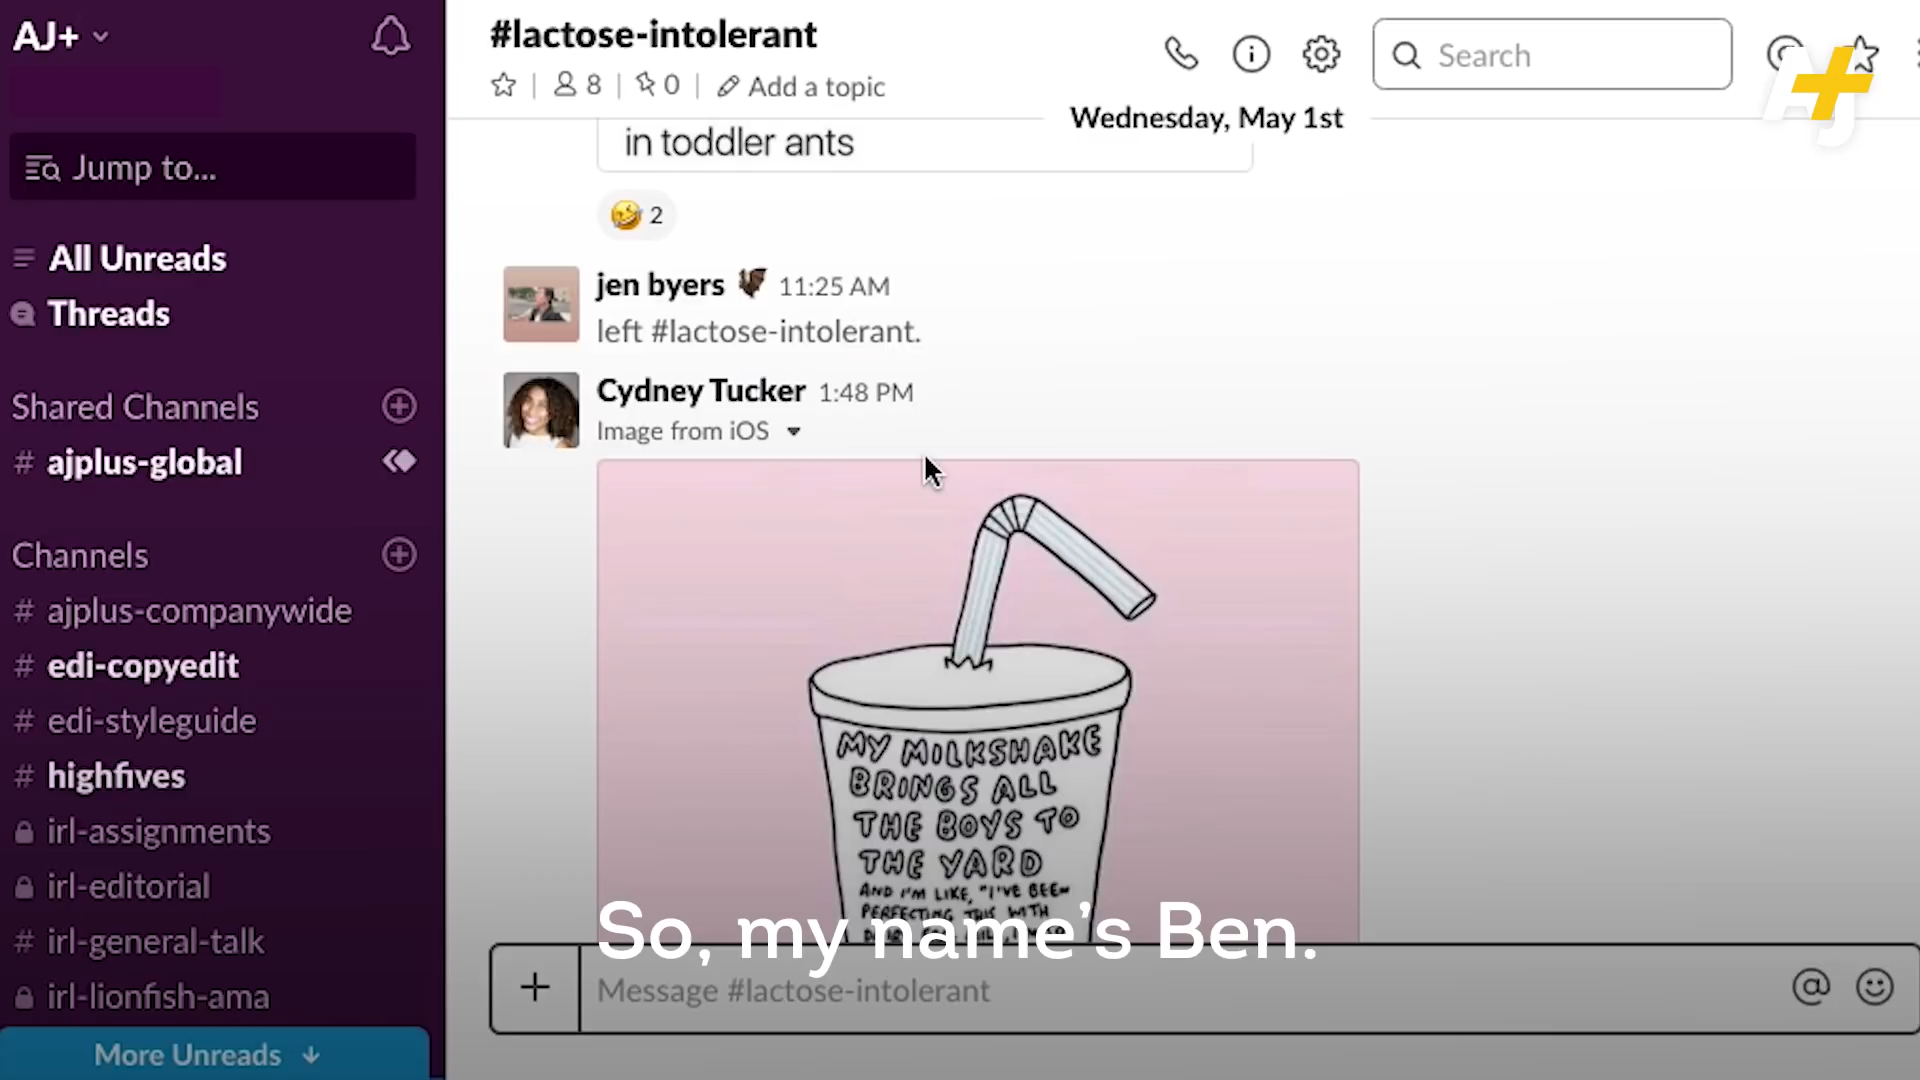 AJ+
Jump to...
All Unreads
Threads
Shared Channels
# ajplus-global
Channels
# ajplus-companywide
# edi-copyedit
# edi-styleguide
# highfives
irl-assignments
irl-editorial
# irl-general-talk
irl-lionfish-ama
More Unreads ↓
#lactose-intolerant
8 | 0 | Add a topic
Search
AJ+
Wednesday, May 1st
in toddler ants
2
jen byers 11:25 AM
left #lactose-intolerant.
Cydney Tucker 1:48 PM
Image from iOS
MY MILKSHAKE
BRINGS ALL
THE BOYS TO
THE YARD
AND I'M LIKE, "I'VE BEEN
PERFECTING THIS WITH
So, my name's Ben.
Message #lactose-intolerant